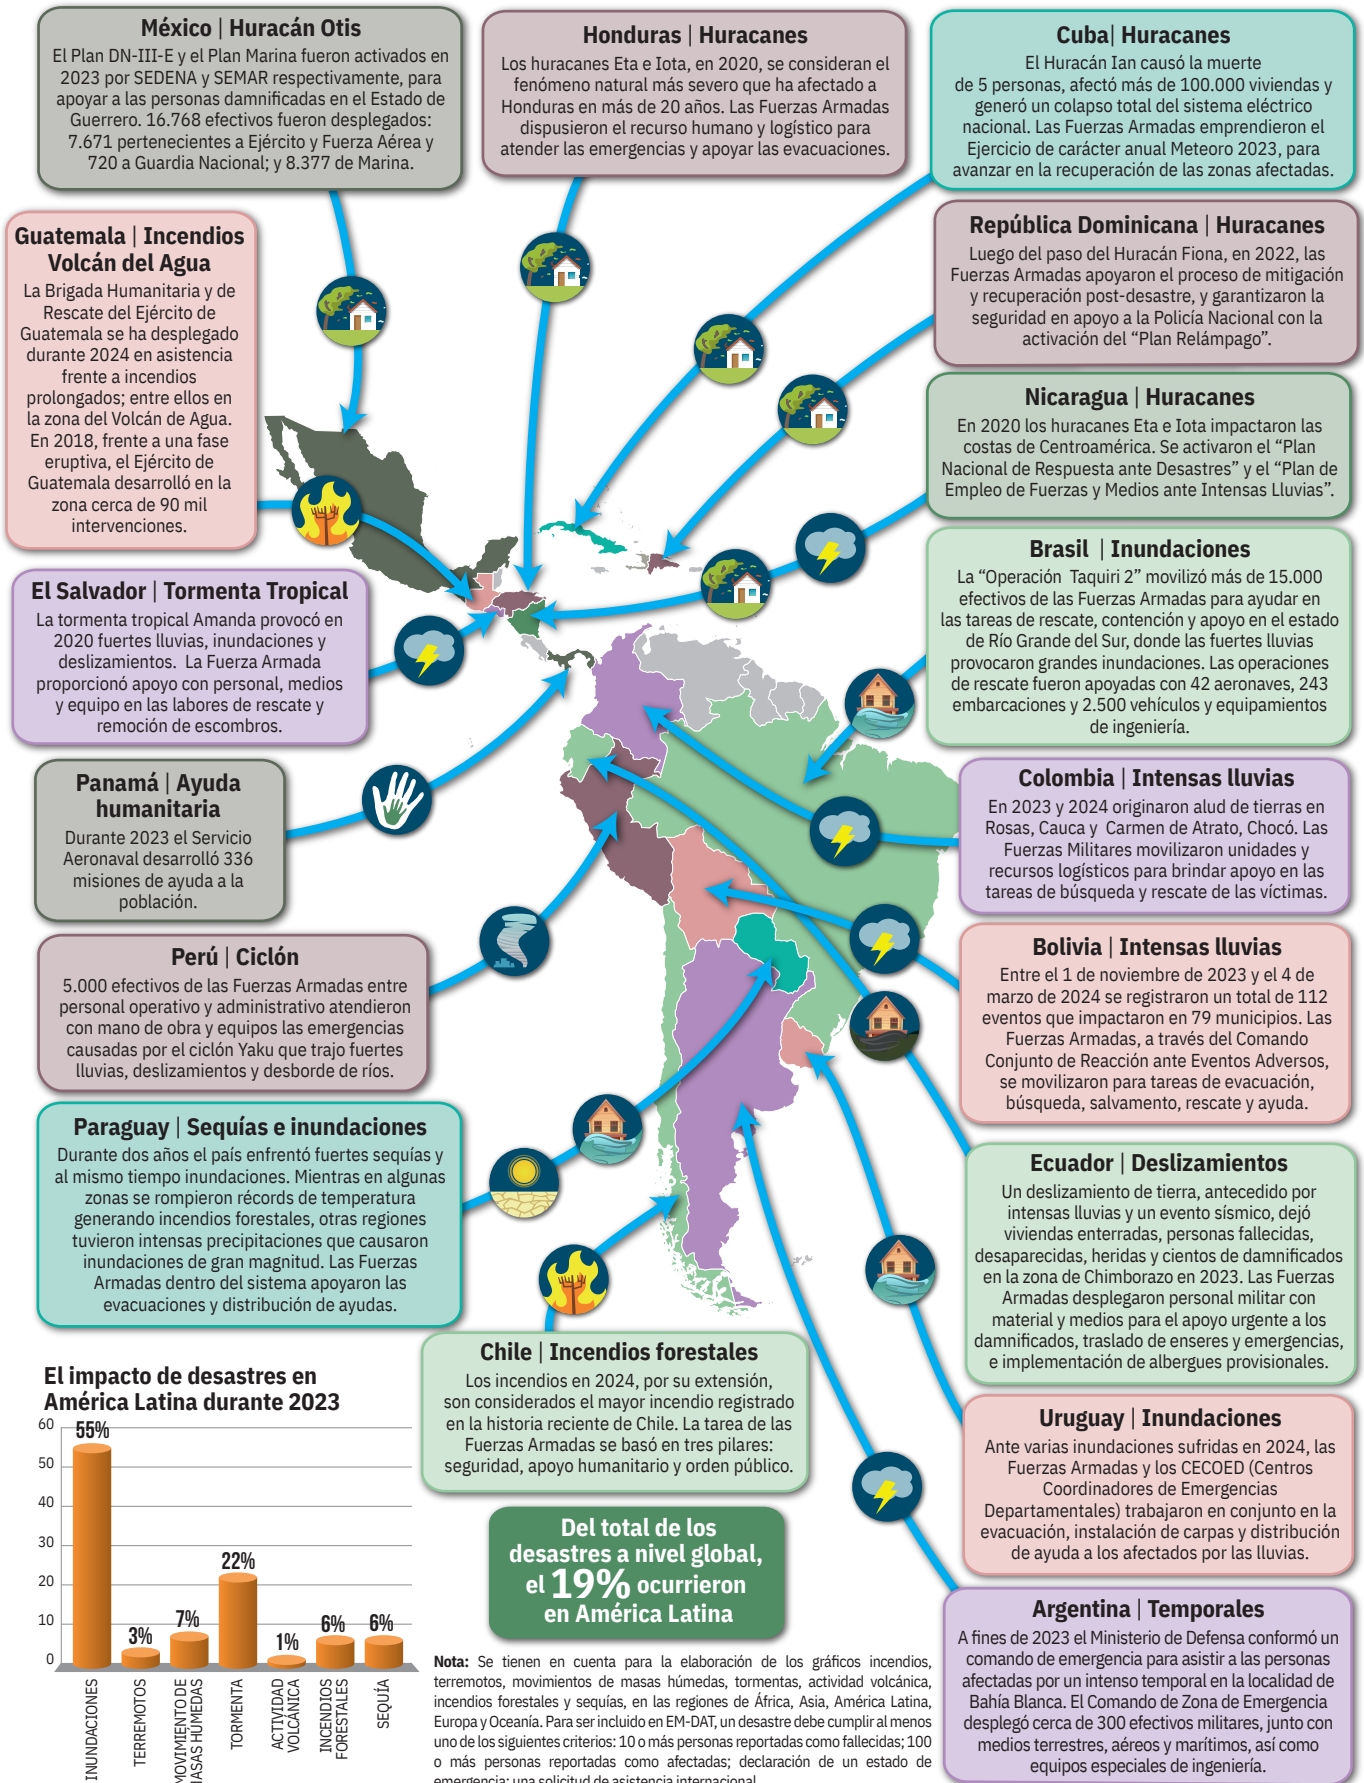 México | Huracán Otis
El Plan DN-III-E y el Plan Marina fueron activados en
2023 por SEDENA y SEMAR respectivamente, para
apoyar a las personas damnificadas en el Estado de
Guerrero. 16.768 efectivos fueron desplegados:
7.671 pertenecientes a Ejército y Fuerza Aérea y
720 a Guardia Nacional; y 8.377 de Marina.
Honduras | Huracanes
Los huracanes Eta e Iota, en 2020, se consideran el
fenómeno natural más severo que ha afectado a
Honduras en más de 20 años. Las Fuerzas Armadas
dispusieron el recurso humano y logístico para
atender las emergencias y apoyar las evacuaciones.
Cuba| Huracanes
El Huracán Ian causó la muerte
de 5 personas, afectó más de 100.000 viviendas y
generó un colapso total del sistema eléctrico
nacional. Las Fuerzas Armadas emprendieron el
Ejercicio de carácter anual Meteoro 2023, para
avanzar en la recuperación de las zonas afectadas.
Guatemala | Incendios
Volcán del Agua
La Brigada Humanitaria y de
Rescate del Ejército de
Guatemala se ha desplegado
durante 2024 en asistencia
frente a incendios
prolongados; entre ellos en
la zona del Volcán de Agua.
En 2018, frente a una fase
eruptiva, el Ejército de
Guatemala desarrolló en la
zona cerca de 90 mil
intervenciones.
República Dominicana | Huracanes
Luego del paso del Huracán Fiona, en 2022, las
Fuerzas Armadas apoyaron el proceso de mitigación
y recuperación post-desastre, y garantizaron la
seguridad en apoyo a la Policía Nacional con la
activación del “Plan Relámpago”.
Nicaragua | Huracanes
En 2020 los huracanes Eta e Iota impactaron las
costas de Centroamérica. Se activaron el “Plan
Nacional de Respuesta ante Desastres” y el “Plan de
Empleo de Fuerzas y Medios ante Intensas Lluvias”.
El Salvador | Tormenta Tropical
La tormenta tropical Amanda provocó en
2020 fuertes lluvias, inundaciones y
deslizamientos. La Fuerza Armada
proporcionó apoyo con personal, medios
y equipo en las labores de rescate y
remoción de escombros.
Brasil | Inundaciones
La “Operación Taquiri 2” movilizó más de 15.000
efectivos de las Fuerzas Armadas para ayudar en
las tareas de rescate, contención y apoyo en el estado
de Río Grande del Sur, donde las fuertes lluvias
provocaron grandes inundaciones. Las operaciones
de rescate fueron apoyadas con 42 aeronaves, 243
embarcaciones y 2.500 vehículos y equipamientos
de ingeniería.
Panamá | Ayuda
humanitaria
Durante 2023 el Servicio
Aeronaval desarrolló 336
misiones de ayuda a la
población.
Colombia | Intensas lluvias
En 2023 y 2024 originaron alud de tierras en
Rosas, Cauca y Carmen de Atrato, Chocó. Las
Fuerzas Militares movilizaron unidades y
recursos logísticos para brindar apoyo en las
tareas de búsqueda y rescate de las víctimas.
Perú | Ciclón
5.000 efectivos de las Fuerzas Armadas entre
personal operativo y administrativo atendieron
con mano de obra y equipos las emergencias
causadas por el ciclón Yaku que trajo fuertes
lluvias, deslizamientos y desborde de ríos.
Bolivia | Intensas lluvias
Entre el 1 de noviembre de 2023 y el 4 de
marzo de 2024 se registraron un total de 112
eventos que impactaron en 79 municipios. Las
Fuerzas Armadas, a través del Comando
Conjunto de Reacción ante Eventos Adversos,
se movilizaron para tareas de evacuación,
búsqueda, salvamento, rescate y ayuda.
Paraguay | Sequías e inundaciones
Durante dos años el país enfrentó fuertes sequías y
al mismo tiempo inundaciones. Mientras en algunas
zonas se rompieron récords de temperatura
generando incendios forestales, otras regiones
tuvieron intensas precipitaciones que causaron
inundaciones de gran magnitud. Las Fuerzas
Armadas dentro del sistema apoyaron las
evacuaciones y distribución de ayudas.
Ecuador | Deslizamientos
Un deslizamiento de tierra, antecedido por
intensas lluvias y un evento sísmico, dejó
viviendas enterradas, personas fallecidas,
desaparecidas, heridas y cientos de damnificados
en la zona de Chimborazo en 2023. Las Fuerzas
Armadas desplegaron personal militar con
material y medios para el apoyo urgente a los
damnificados, traslado de enseres y emergencias,
e implementación de albergues provisionales.
Chile | Incendios forestales
Los incendios en 2024, por su extensión,
son considerados el mayor incendio registrado
en la historia reciente de Chile. La tarea de las
Fuerzas Armadas se basó en tres pilares:
seguridad, apoyo humanitario y orden público.
Uruguay | Inundaciones
Ante varias inundaciones sufridas en 2024, las
Fuerzas Armadas y los CECOED (Centros
Coordinadores de Emergencias
Departamentales) trabajaron en conjunto en la
evacuación, instalación de carpas y distribución
de ayuda a los afectados por las lluvias.
Argentina | Temporales
A fines de 2023 el Ministerio de Defensa conformó un
comando de emergencia para asistir a las personas
afectadas por un intenso temporal en la localidad de
Bahía Blanca. El Comando de Zona de Emergencia
desplegó cerca de 300 efectivos militares, junto con
medios terrestres, aéreos y marítimos, así como
equipos especiales de ingeniería.
El impacto de desastres en
América Latina durante 2023
60
50
40
30
20
10
0
55%
3%
7%
22%
1%
6%
6%
INUNDACIONES
TERREMOTOS
MOVIMIENTO DE
MASAS HÚMEDAS
TORMENTA
ACTIVIDAD
VOLCÁNICA
INCENDIOS
FORESTALES
SEQUÍA
Del total de los
desastres a nivel global,
el 19% ocurrieron
en América Latina
Nota: Se tienen en cuenta para la elaboración de los gráficos incendios,
terremotos, movimientos de masas húmedas, tormentas, actividad volcánica,
incendios forestales y sequías, en las regiones de África, Asia, América Latina,
Europa y Oceanía. Para ser incluido en EM-DAT, un desastre debe cumplir al menos
uno de los siguientes criterios: 10 o más personas reportadas como fallecidas; 100
o más personas reportadas como afectadas; declaración de un estado de
emergencia; una solicitud de asistencia internacional.